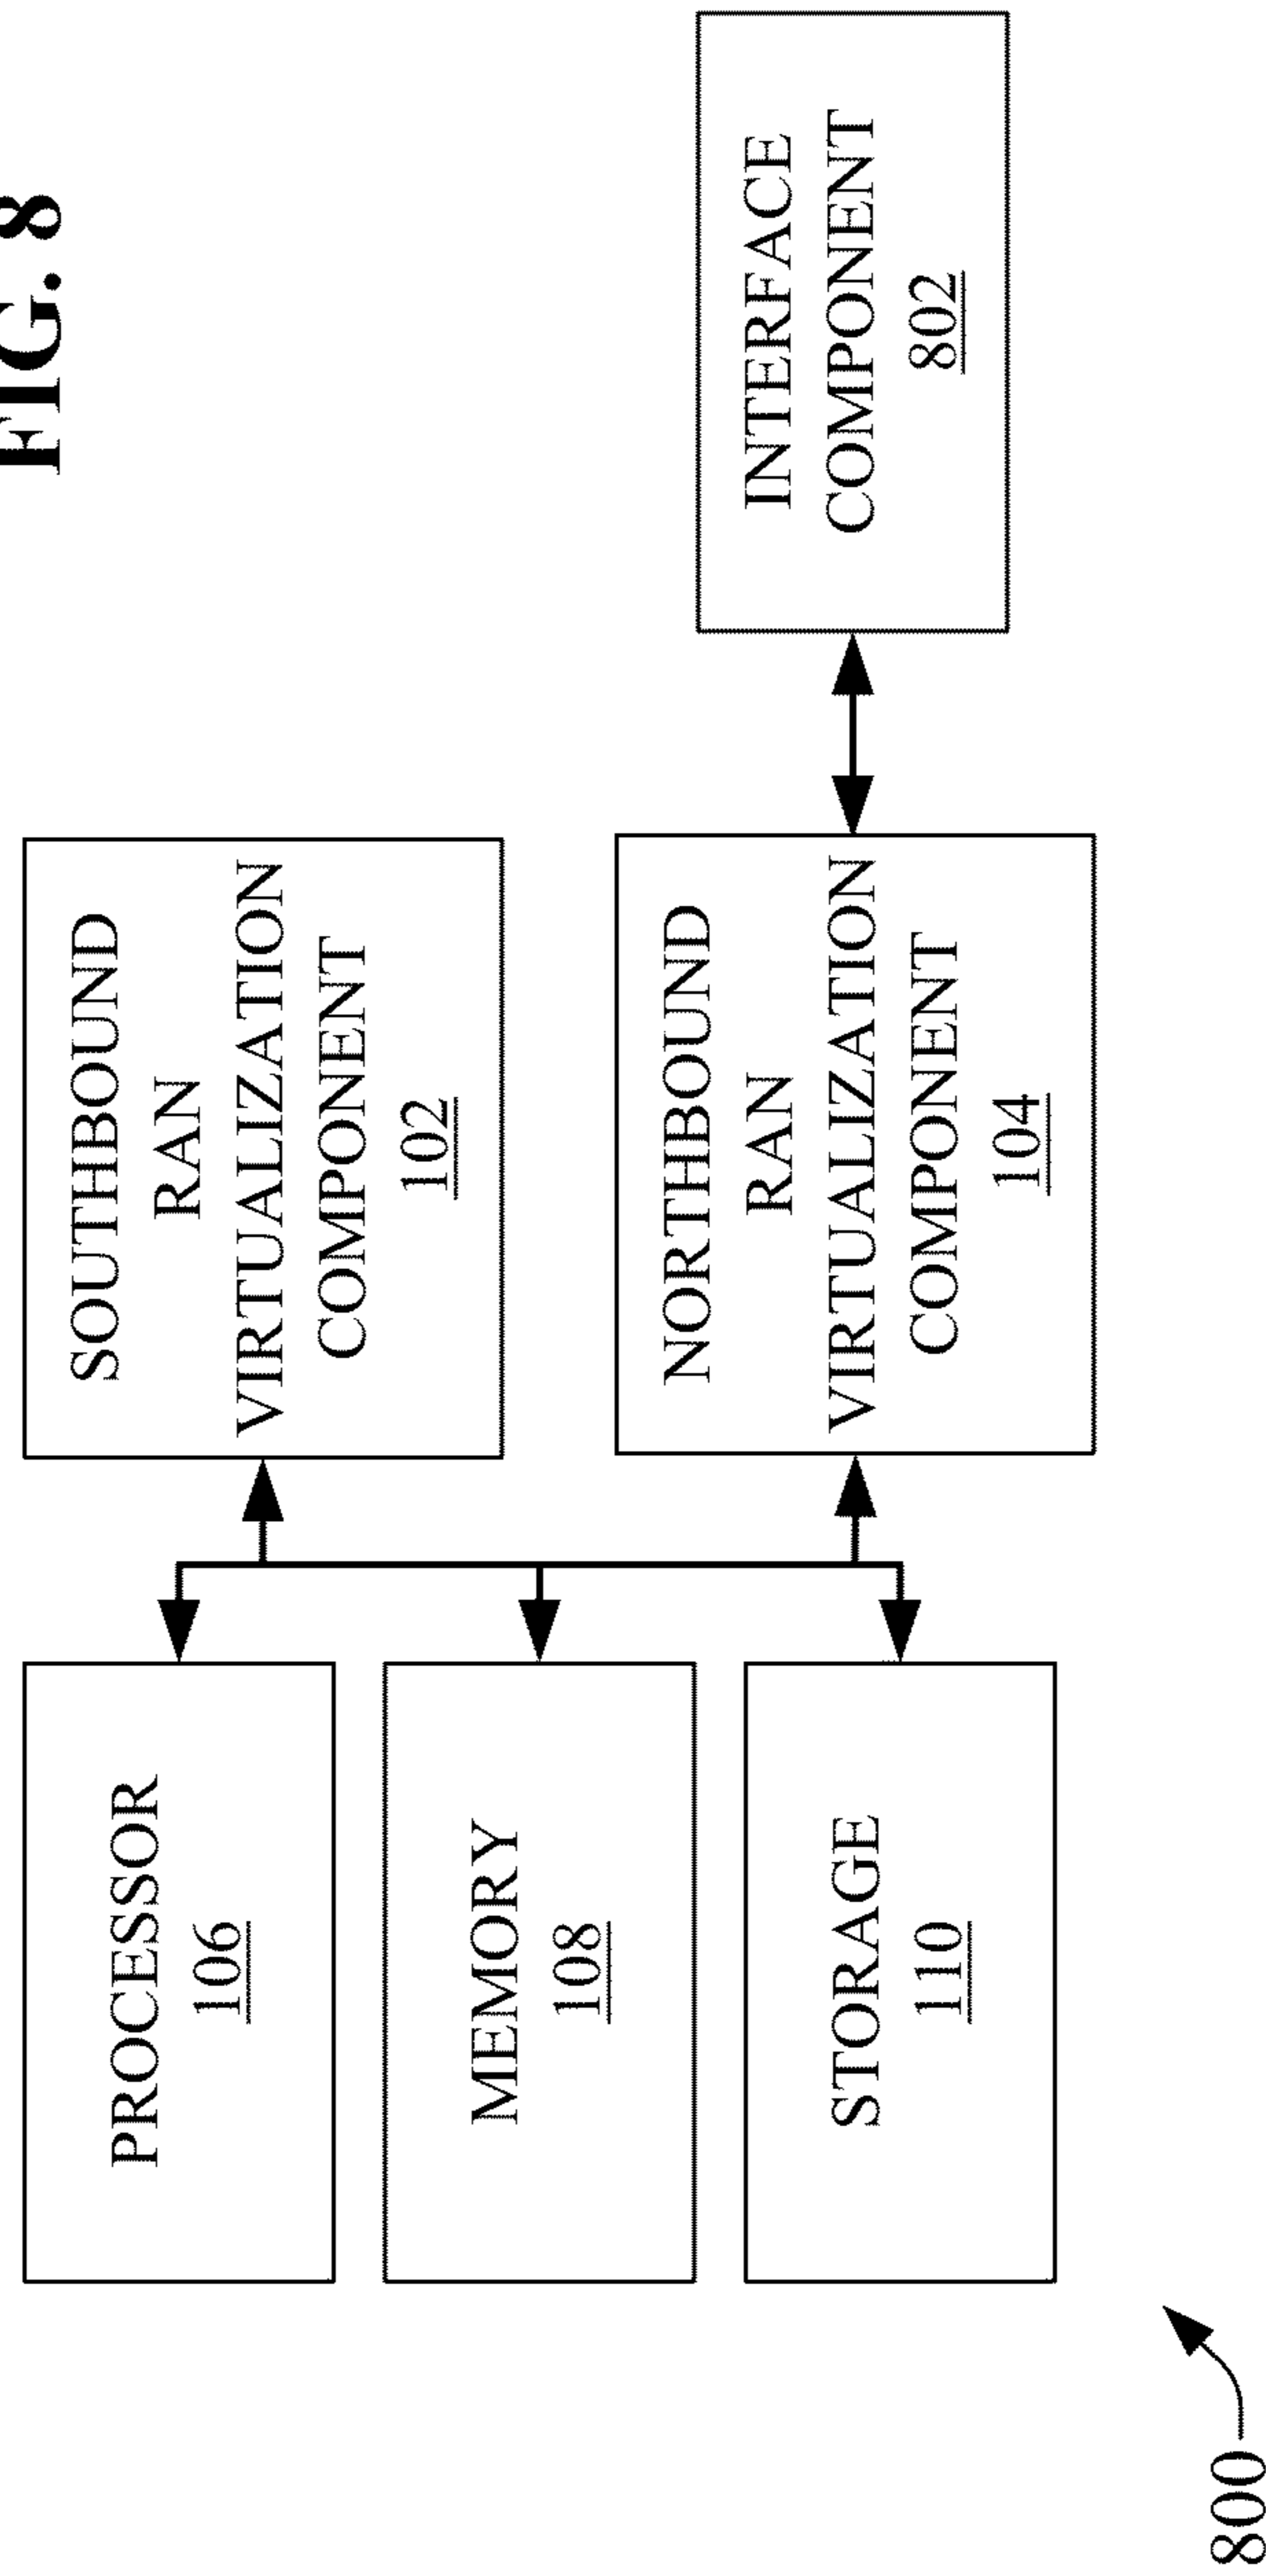 800
PROCESSOR
106
MEMORY
108
STORAGE
110
SOUTHBOUND
RAN
VIRTUALIZATION
COMPONENT
102
NORTHBOUND
RAN
VIRTUALIZATION
COMPONENT
104
INTERFACE
COMPONENT
802
FIG. 8